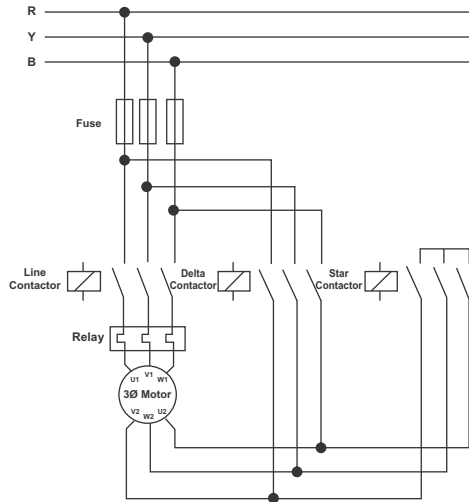 R
Y
B
Fuse
Line
Contactor
Delta
Contactor
Star
Contactor
Relay
U1 V1 W1
3Ø Motor
V2 W2 U2